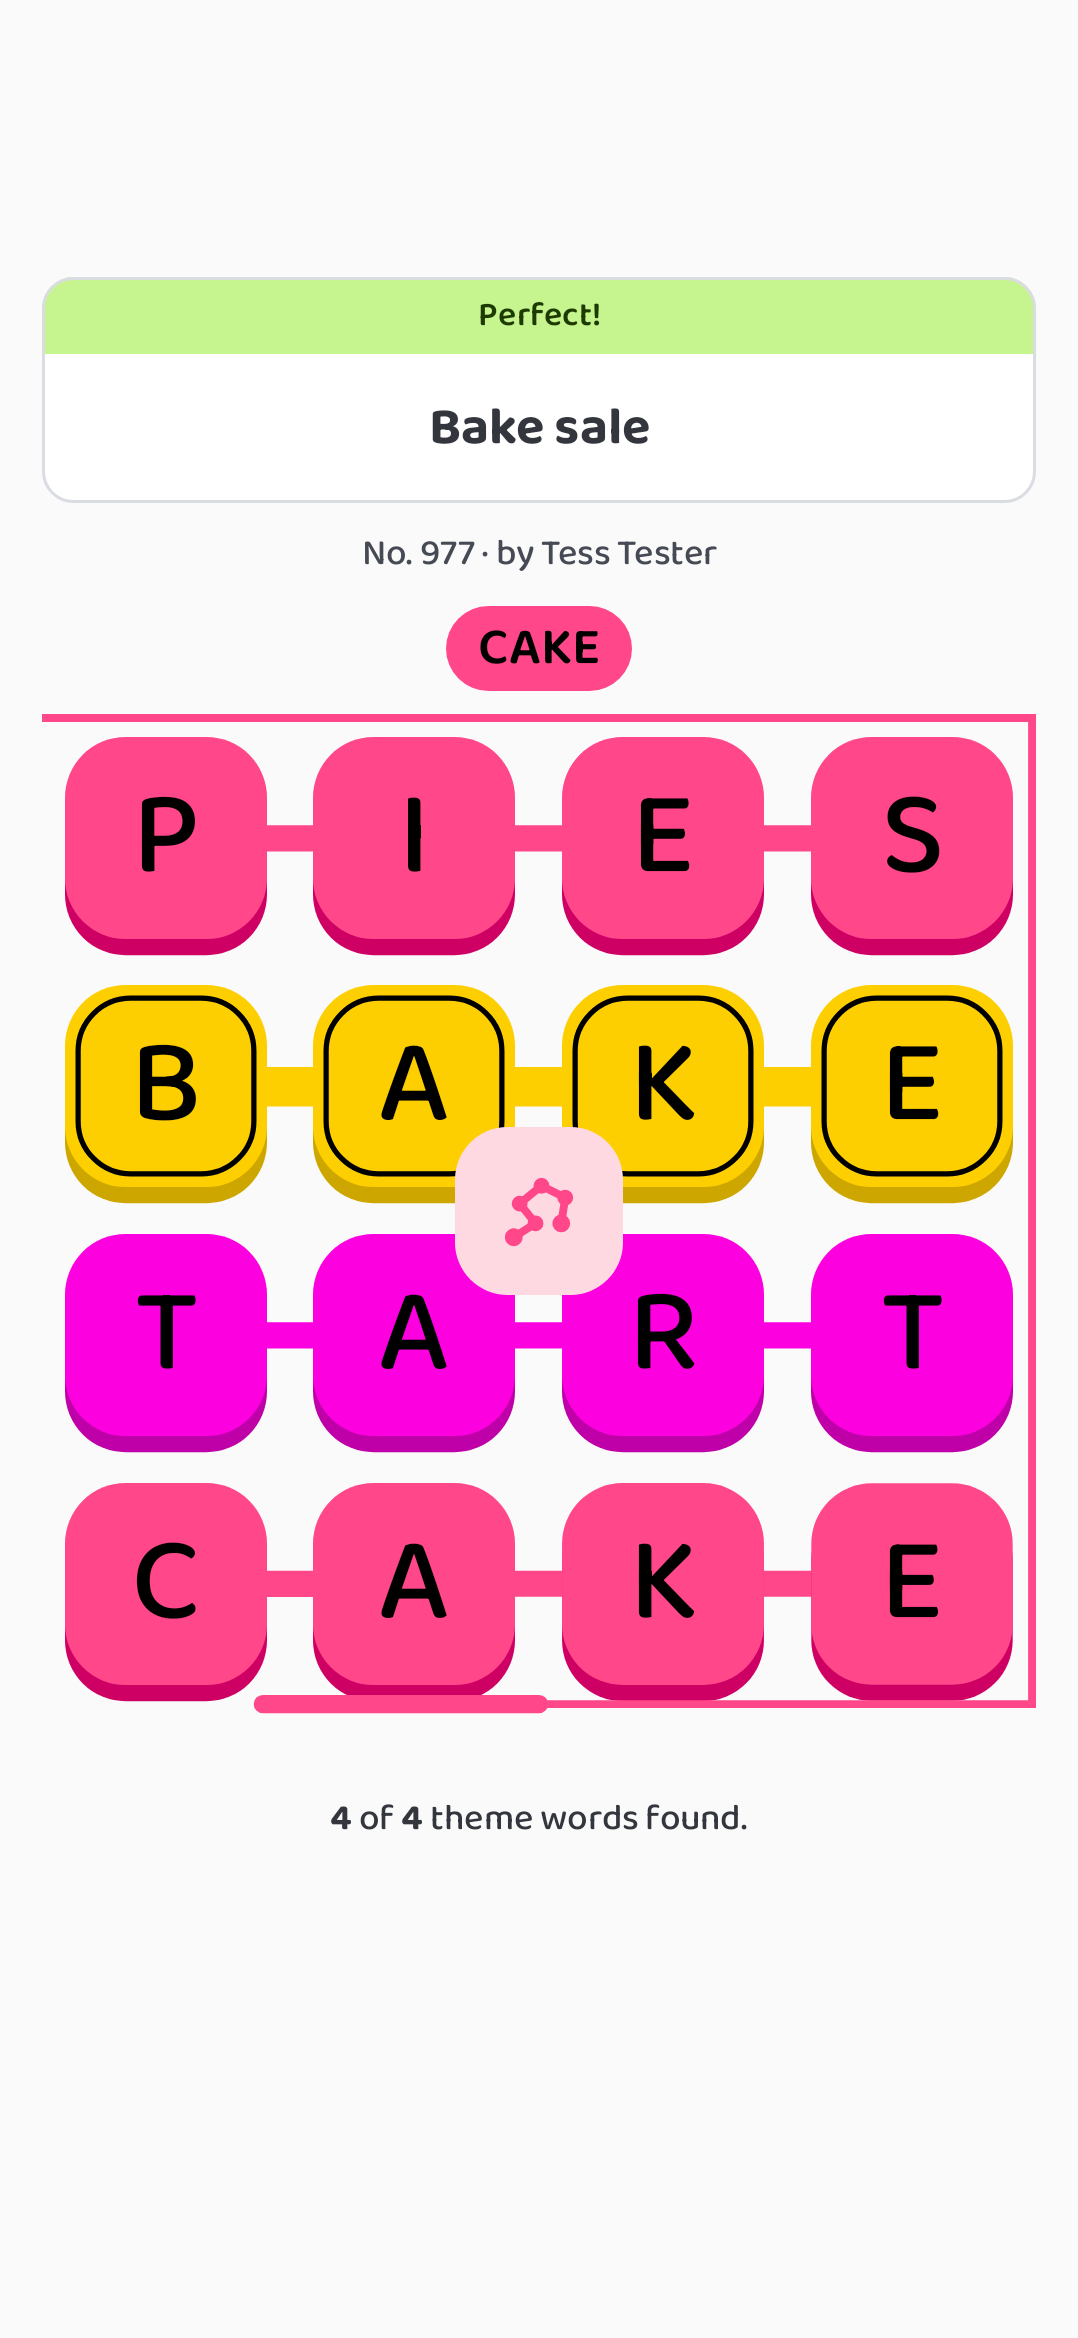 Perfect!
Bake sale
No. 977 · by Tess Tester
CAKE
P I E S
B A K E
T A R T
C A K E
4 of 4 theme words found.